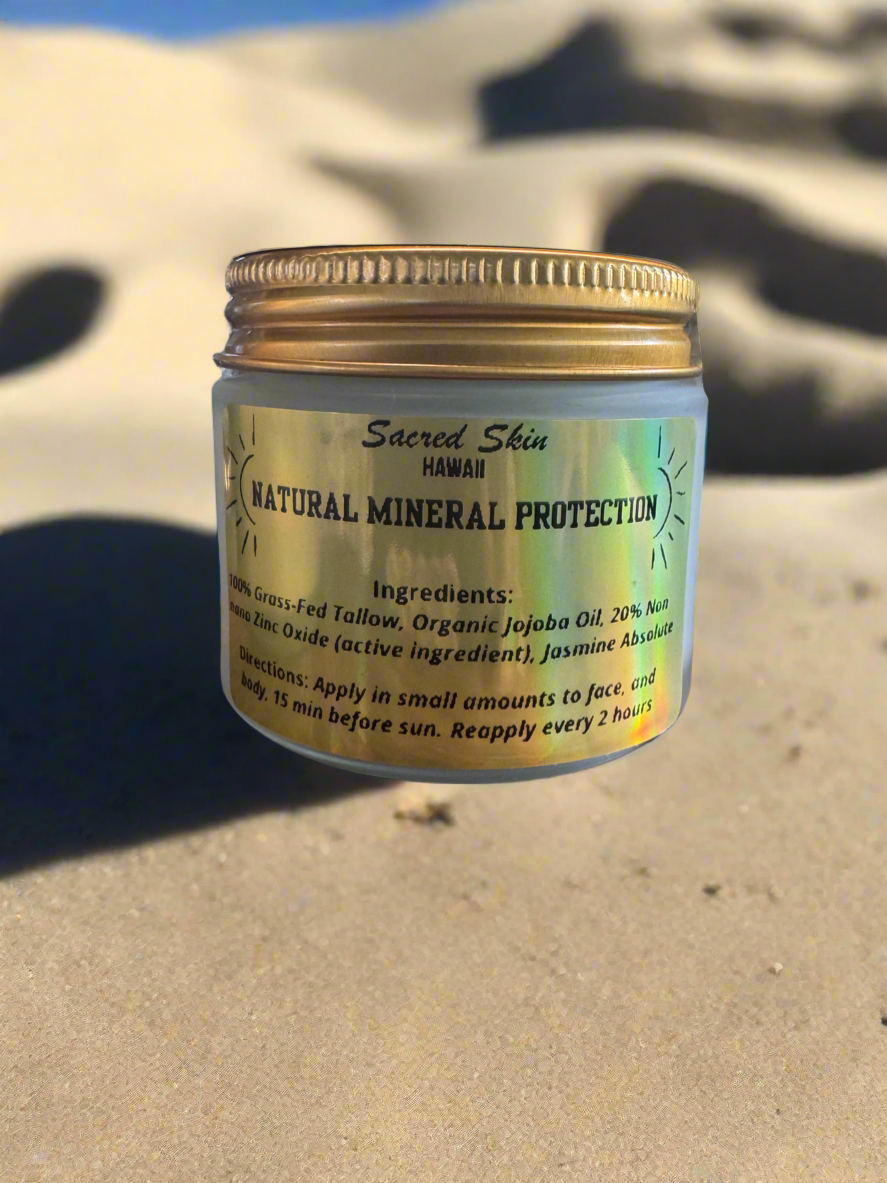 Sacred Skin
HAWAII
NATURAL MINERAL PROTECTION
Ingredients:
100% Grass-Fed Tallow, Organic Jojoba Oil, 20% Non
nano Zinc Oxide (active ingredient), Jasmine Absolute
Directions: Apply in small amounts to face, and
body, 15 min before sun. Reapply every 2 hours